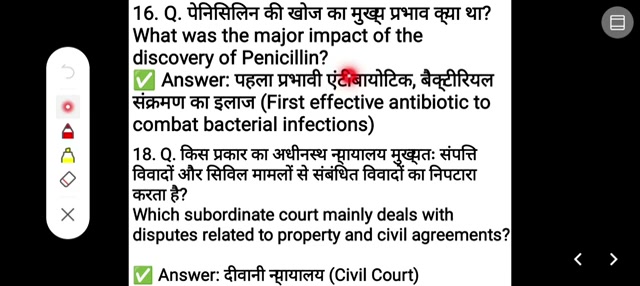 16. Q. पेनिसिलिन की खोज का मुख्य प्रभाव क्या था?
What was the major impact of the
discovery of Penicillin?
✅ Answer: पहला प्रभावी एंटीबायोटिक, बैक्टीरियल
संक्रमण का इलाज (First effective antibiotic to
combat bacterial infections)
18. Q. किस प्रकार का अधीनस्थ न्यायालय मुख्यतः संपत्ति
विवादों और सिविल मामलों से संबंधित विवादों का निपटारा
करता है?
Which subordinate court mainly deals with
disputes related to property and civil agreements?
✅ Answer: दीवानी न्यायालय (Civil Court)